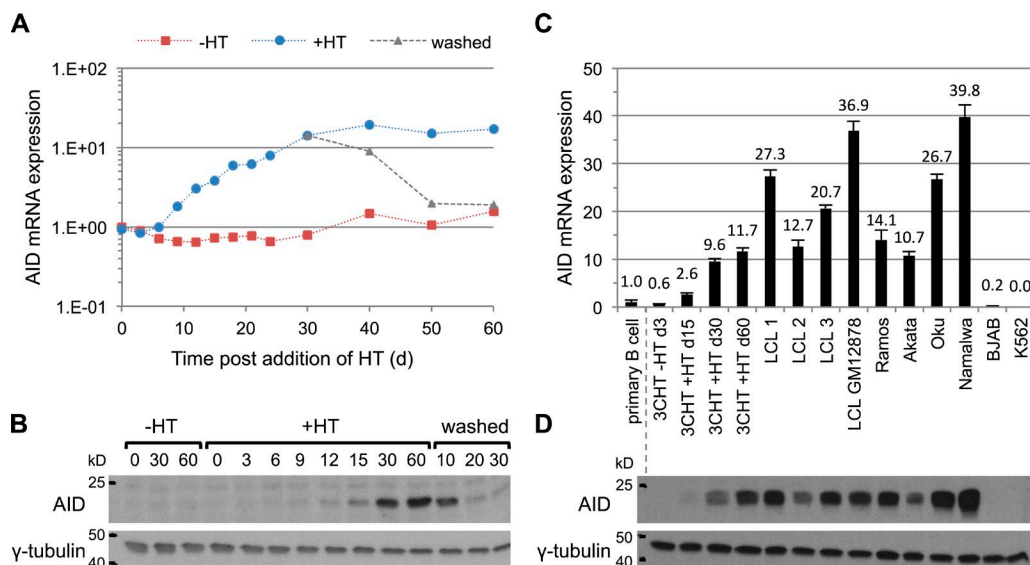 A
-HT +HT washed
AID mRNA expression
1.E+02
1.E+01
1.E+00
1.E-01
0 10 20 30 40 50 60
Time post addition of HT (d)
C
AID mRNA expression
50
40
30
20
10
0
1.0 0.6 2.6 9.6 11.7 27.3 12.7 20.7 36.9 14.1 10.7 26.7 39.8 0.2 0.0
primary B cell
3CHT -HT d3
3CHT +HT d15
3CHT +HT d30
3CHT +HT d60
LCL 1
LCL 2
LCL 3
LCL GM12878
Ramos
Akata
Oku
Namalwa
BJAB
K562
B
-HT +HT washed
kD 0 30 60 0 3 6 9 12 15 30 60 10 20 30
25
AID
50
γ-tubulin
40
D
kD
25
AID
50
γ-tubulin
40